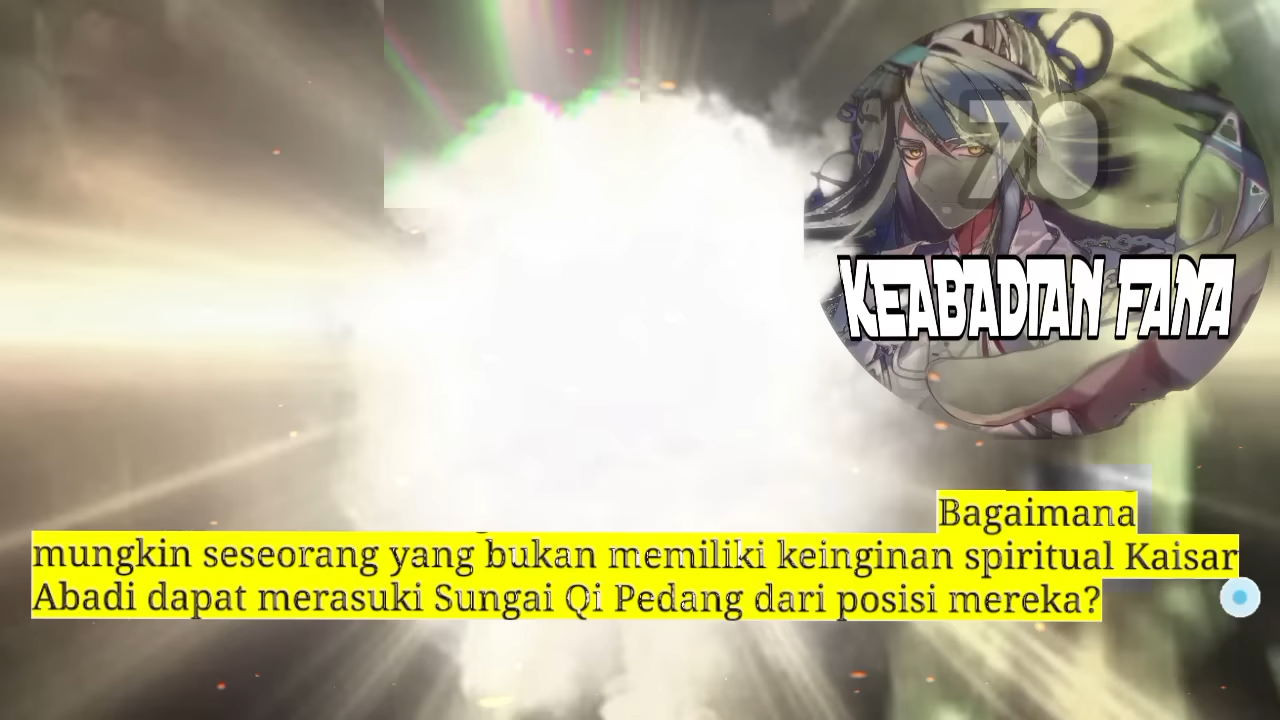 70
KEABADIAN FANA
Bagaimana
mungkin seseorang yang bukan memiliki keinginan spiritual Kaisar
Abadi dapat merasuki Sungai Qi Pedang dari posisi mereka?